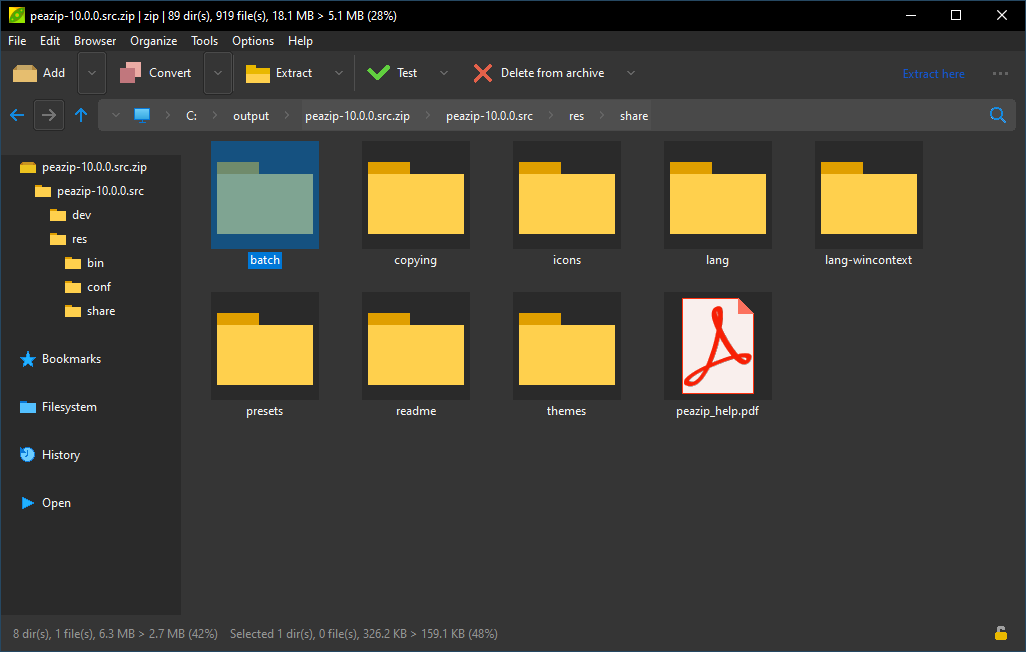 peazip-10.0.0.src.zip | zip | 89 dir(s), 919 file(s), 18.1 MB > 5.1 MB (28%)
File Edit Browser Organize Tools Options Help
Add Convert Extract Test Delete from archive Extract here
C: output peazip-10.0.0.src.zip peazip-10.0.0.src res share
peazip-10.0.0.src.zip
peazip-10.0.0.src
dev
res
bin
conf
share
Bookmarks
Filesystem
History
Open
batch copying icons lang lang-wincontext
presets readme themes peazip_help.pdf
8 dir(s), 1 file(s), 6.3 MB > 2.7 MB (42%) Selected 1 dir(s), 0 file(s), 326.2 KB > 159.1 KB (48%)